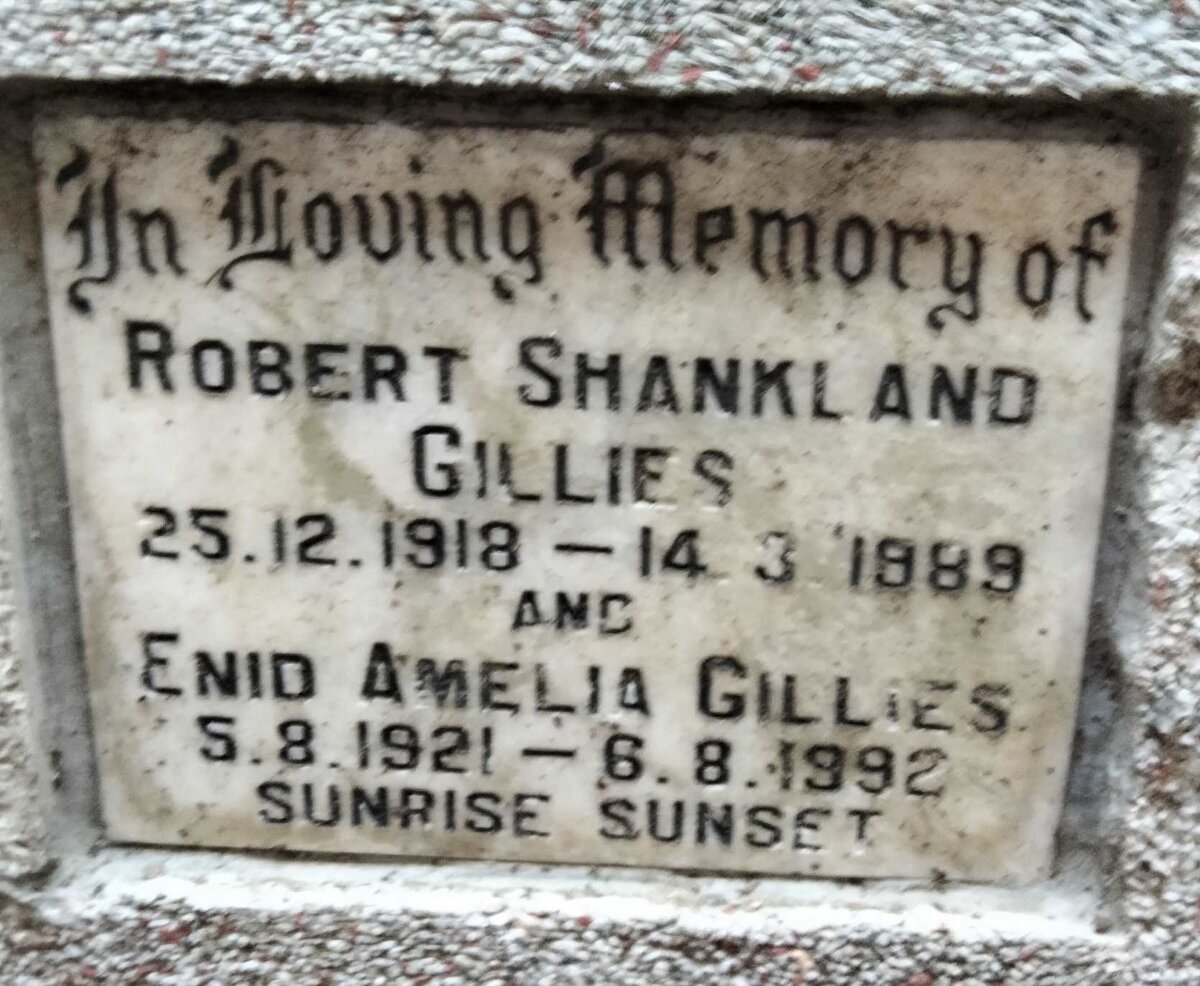 In Loving Memory of
ROBERT SHANKLAND
GILLIES
25.12.1918 — 14 3 1989
AND
ENID AMELIA GILLIES
5.8.1921 — 6.8.1992
SUNRISE SUNSET